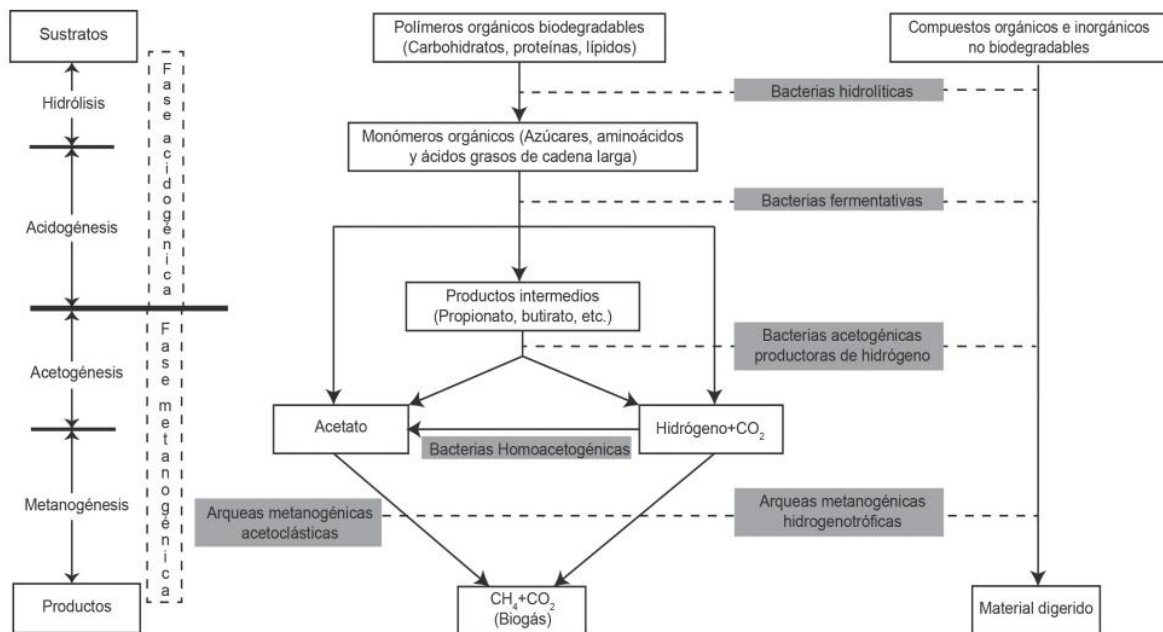 Sustratos
Hidrólisis
Acidogénesis
Acetogénesis
Metanogénesis
Productos
Fase acidogénica
Fase metanogénica
Polímeros orgánicos biodegradables
(Carbohidratos, proteínas, lípidos)
Compuestos orgánicos e inorgánicos
no biodegradables
Bacterias hidrolíticas
Monómeros orgánicos (Azúcares, aminoácidos
y ácidos grasos de cadena larga)
Bacterias fermentativas
Productos intermedios
(Propionato, butirato, etc.)
Bacterias acetogénicas
productoras de hidrógeno
Acetato
Hidrógeno+CO₂
Bacterias Homoacetogénicas
Arqueas metanogénicas
acetoclásticas
Arqueas metanogénicas
hidrogenotróficas
CH₄+CO₂
(Biogás)
Material digerido